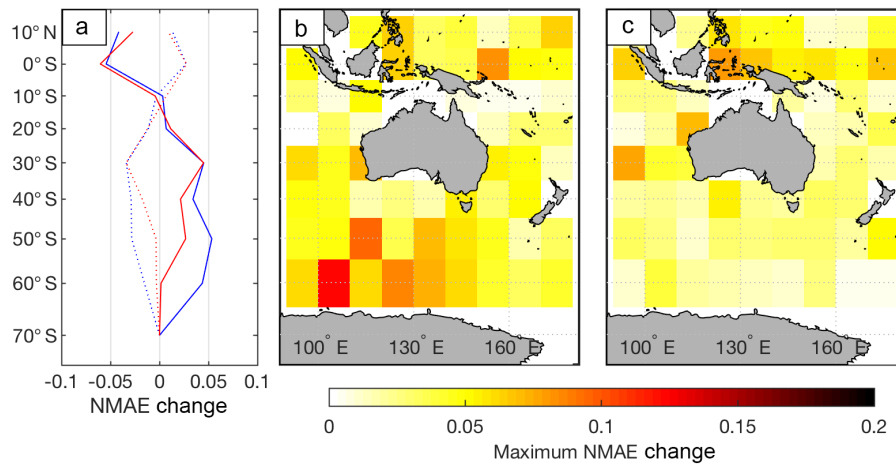 a
b
c
10° N
0° S
10° S
20° S
30° S
40° S
50° S
60° S
70° S
-0.1 -0.05 0 0.05 0.1
NMAE change
100° E 130° E 160° E
100° E 130° E 160° E
0 0.05 0.1 0.15 0.2
Maximum NMAE change